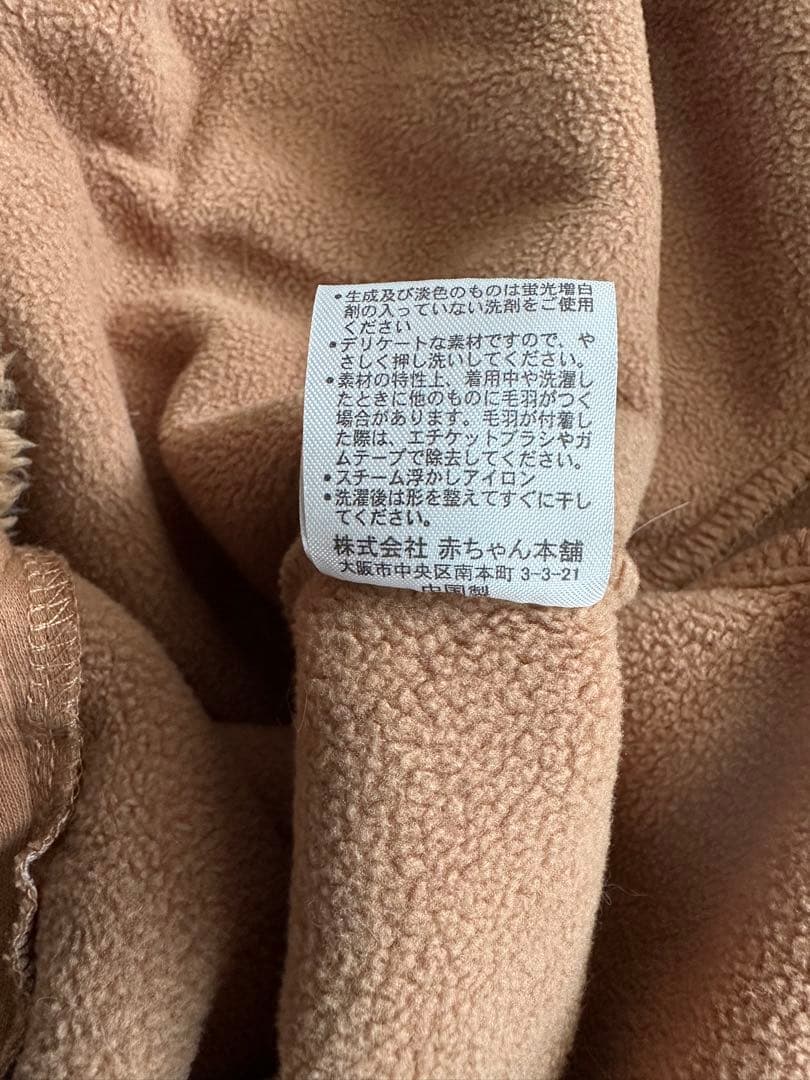 •生成及び淡色のものは蛍光増白
剤の入っていない洗剤をご使用
ください
•デリケートな素材ですので、や
さしく押し洗いしてください。
•素材の特性上、着用中や洗濯し
たときに他のものに毛羽がつく
場合があります。毛羽が付着し
た際は、エチケットブラシやガ
ムテープで除去してください。
•スチーム浮かしアイロン
•洗濯後は形を整えてすぐに干し
てください。
株式会社 赤ちゃん本舗
大阪市中央区南本町 3-3-21
中国製